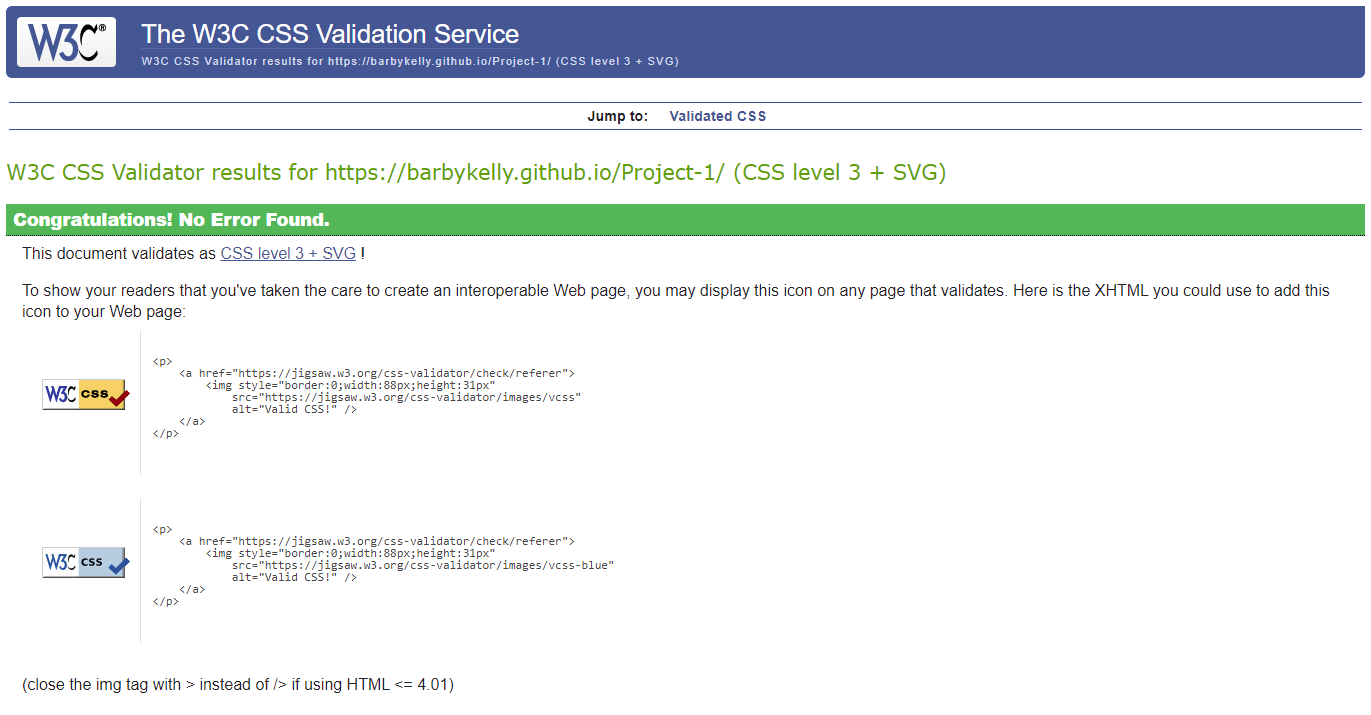 W3C® The W3C CSS Validation Service
W3C CSS Validator results for https://barbykelly.github.io/Project-1/ (CSS level 3 + SVG)
Jump to: Validated CSS
W3C CSS Validator results for https://barbykelly.github.io/Project-1/ (CSS level 3 + SVG)
Congratulations! No Error Found.
This document validates as CSS level 3 + SVG !
To show your readers that you've taken the care to create an interoperable Web page, you may display this icon on any page that validates. Here is the XHTML you could use to add this
icon to your Web page:
W3C css
<p>
<a href="https://jigsaw.w3.org/css-validator/check/referer">
<img style="border:0;width:88px;height:31px"
src="https://jigsaw.w3.org/css-validator/images/vcss"
alt="Valid CSS!" />
</a>
</p>
W3C css
<p>
<a href="https://jigsaw.w3.org/css-validator/check/referer">
<img style="border:0;width:88px;height:31px"
src="https://jigsaw.w3.org/css-validator/images/vcss-blue"
alt="Valid CSS!" />
</a>
</p>
(close the img tag with > instead of /> if using HTML <= 4.01)